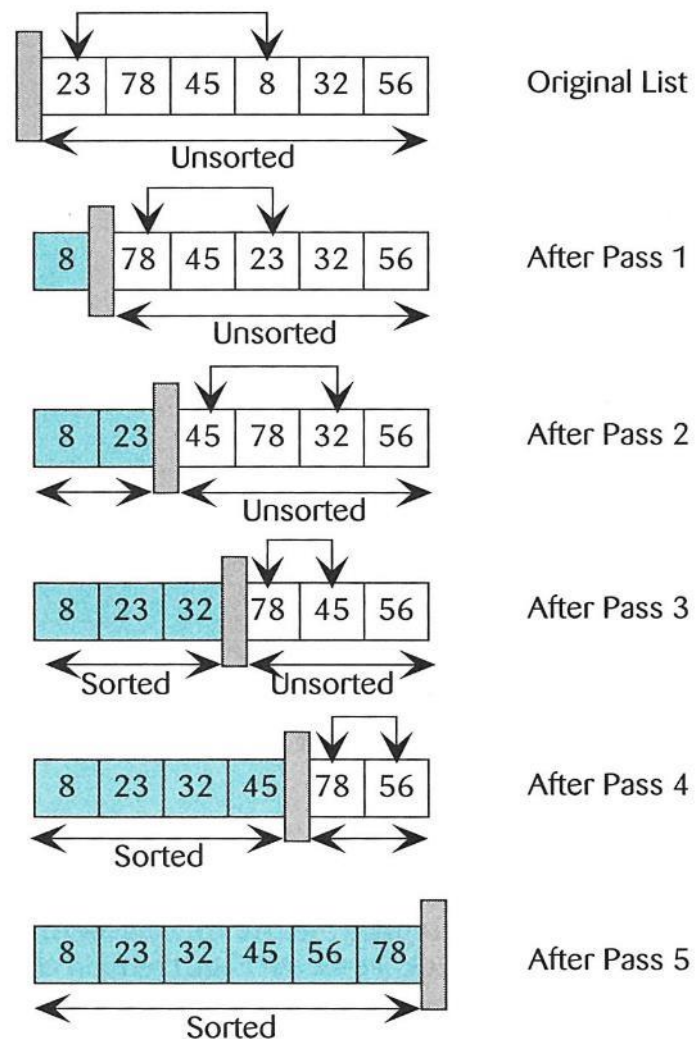 23 78 45 8 32 56 Original List
Unsorted
8 78 45 23 32 56 After Pass 1
Unsorted
8 23 45 78 32 56 After Pass 2
Unsorted
8 23 32 78 45 56 After Pass 3
Sorted Unsorted
8 23 32 45 78 56 After Pass 4
Sorted
8 23 32 45 56 78 After Pass 5
Sorted